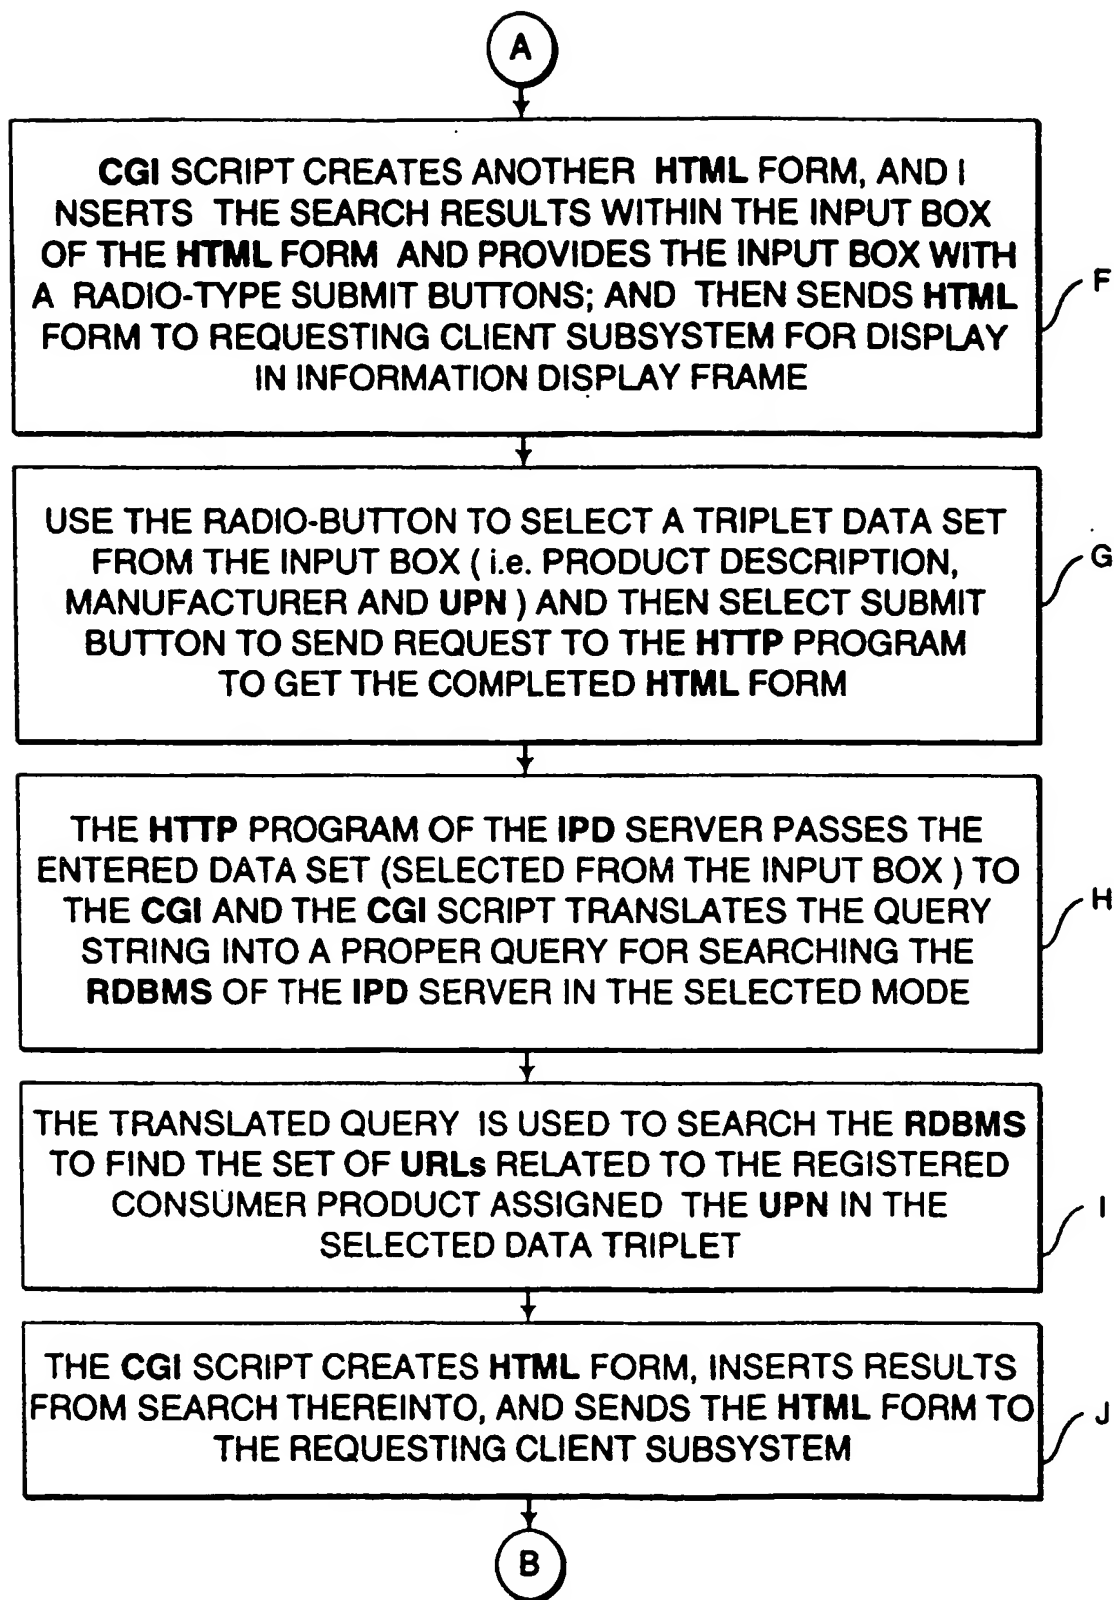 A
CGI SCRIPT CREATES ANOTHER HTML FORM, AND I
NSERTS THE SEARCH RESULTS WITHIN THE INPUT BOX
OF THE HTML FORM AND PROVIDES THE INPUT BOX WITH
A RADIO-TYPE SUBMIT BUTTONS; AND THEN SENDS HTML
FORM TO REQUESTING CLIENT SUBSYSTEM FOR DISPLAY
IN INFORMATION DISPLAY FRAME
F
USE THE RADIO-BUTTON TO SELECT A TRIPLET DATA SET
FROM THE INPUT BOX ( i.e. PRODUCT DESCRIPTION,
MANUFACTURER AND UPN ) AND THEN SELECT SUBMIT
BUTTON TO SEND REQUEST TO THE HTTP PROGRAM
TO GET THE COMPLETED HTML FORM
G
THE HTTP PROGRAM OF THE IPD SERVER PASSES THE
ENTERED DATA SET (SELECTED FROM THE INPUT BOX ) TO
THE CGI AND THE CGI SCRIPT TRANSLATES THE QUERY
STRING INTO A PROPER QUERY FOR SEARCHING THE
RDBMS OF THE IPD SERVER IN THE SELECTED MODE
H
THE TRANSLATED QUERY IS USED TO SEARCH THE RDBMS
TO FIND THE SET OF URLs RELATED TO THE REGISTERED
CONSUMER PRODUCT ASSIGNED THE UPN IN THE
SELECTED DATA TRIPLET
I
THE CGI SCRIPT CREATES HTML FORM, INSERTS RESULTS
FROM SEARCH THEREINTO, AND SENDS THE HTML FORM TO
THE REQUESTING CLIENT SUBSYSTEM
J
B